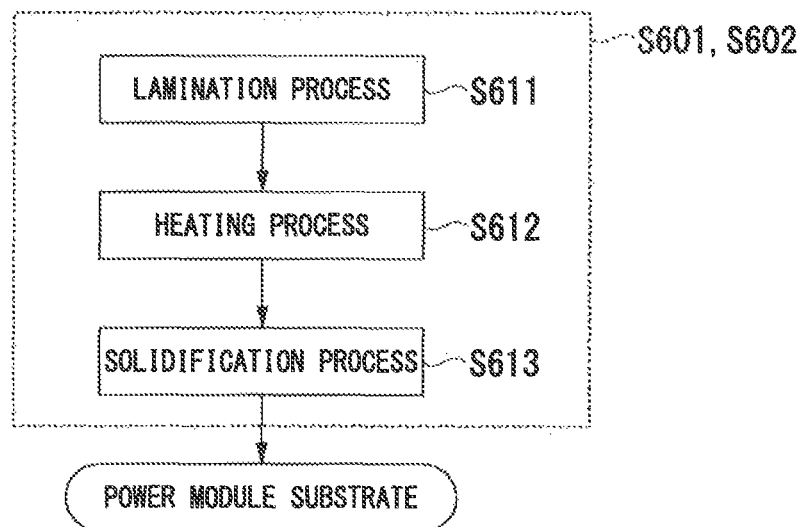 S601, S602
LAMINATION PROCESS
S611
HEATING PROCESS
S612
SOLIDIFICATION PROCESS
S613
POWER MODULE SUBSTRATE